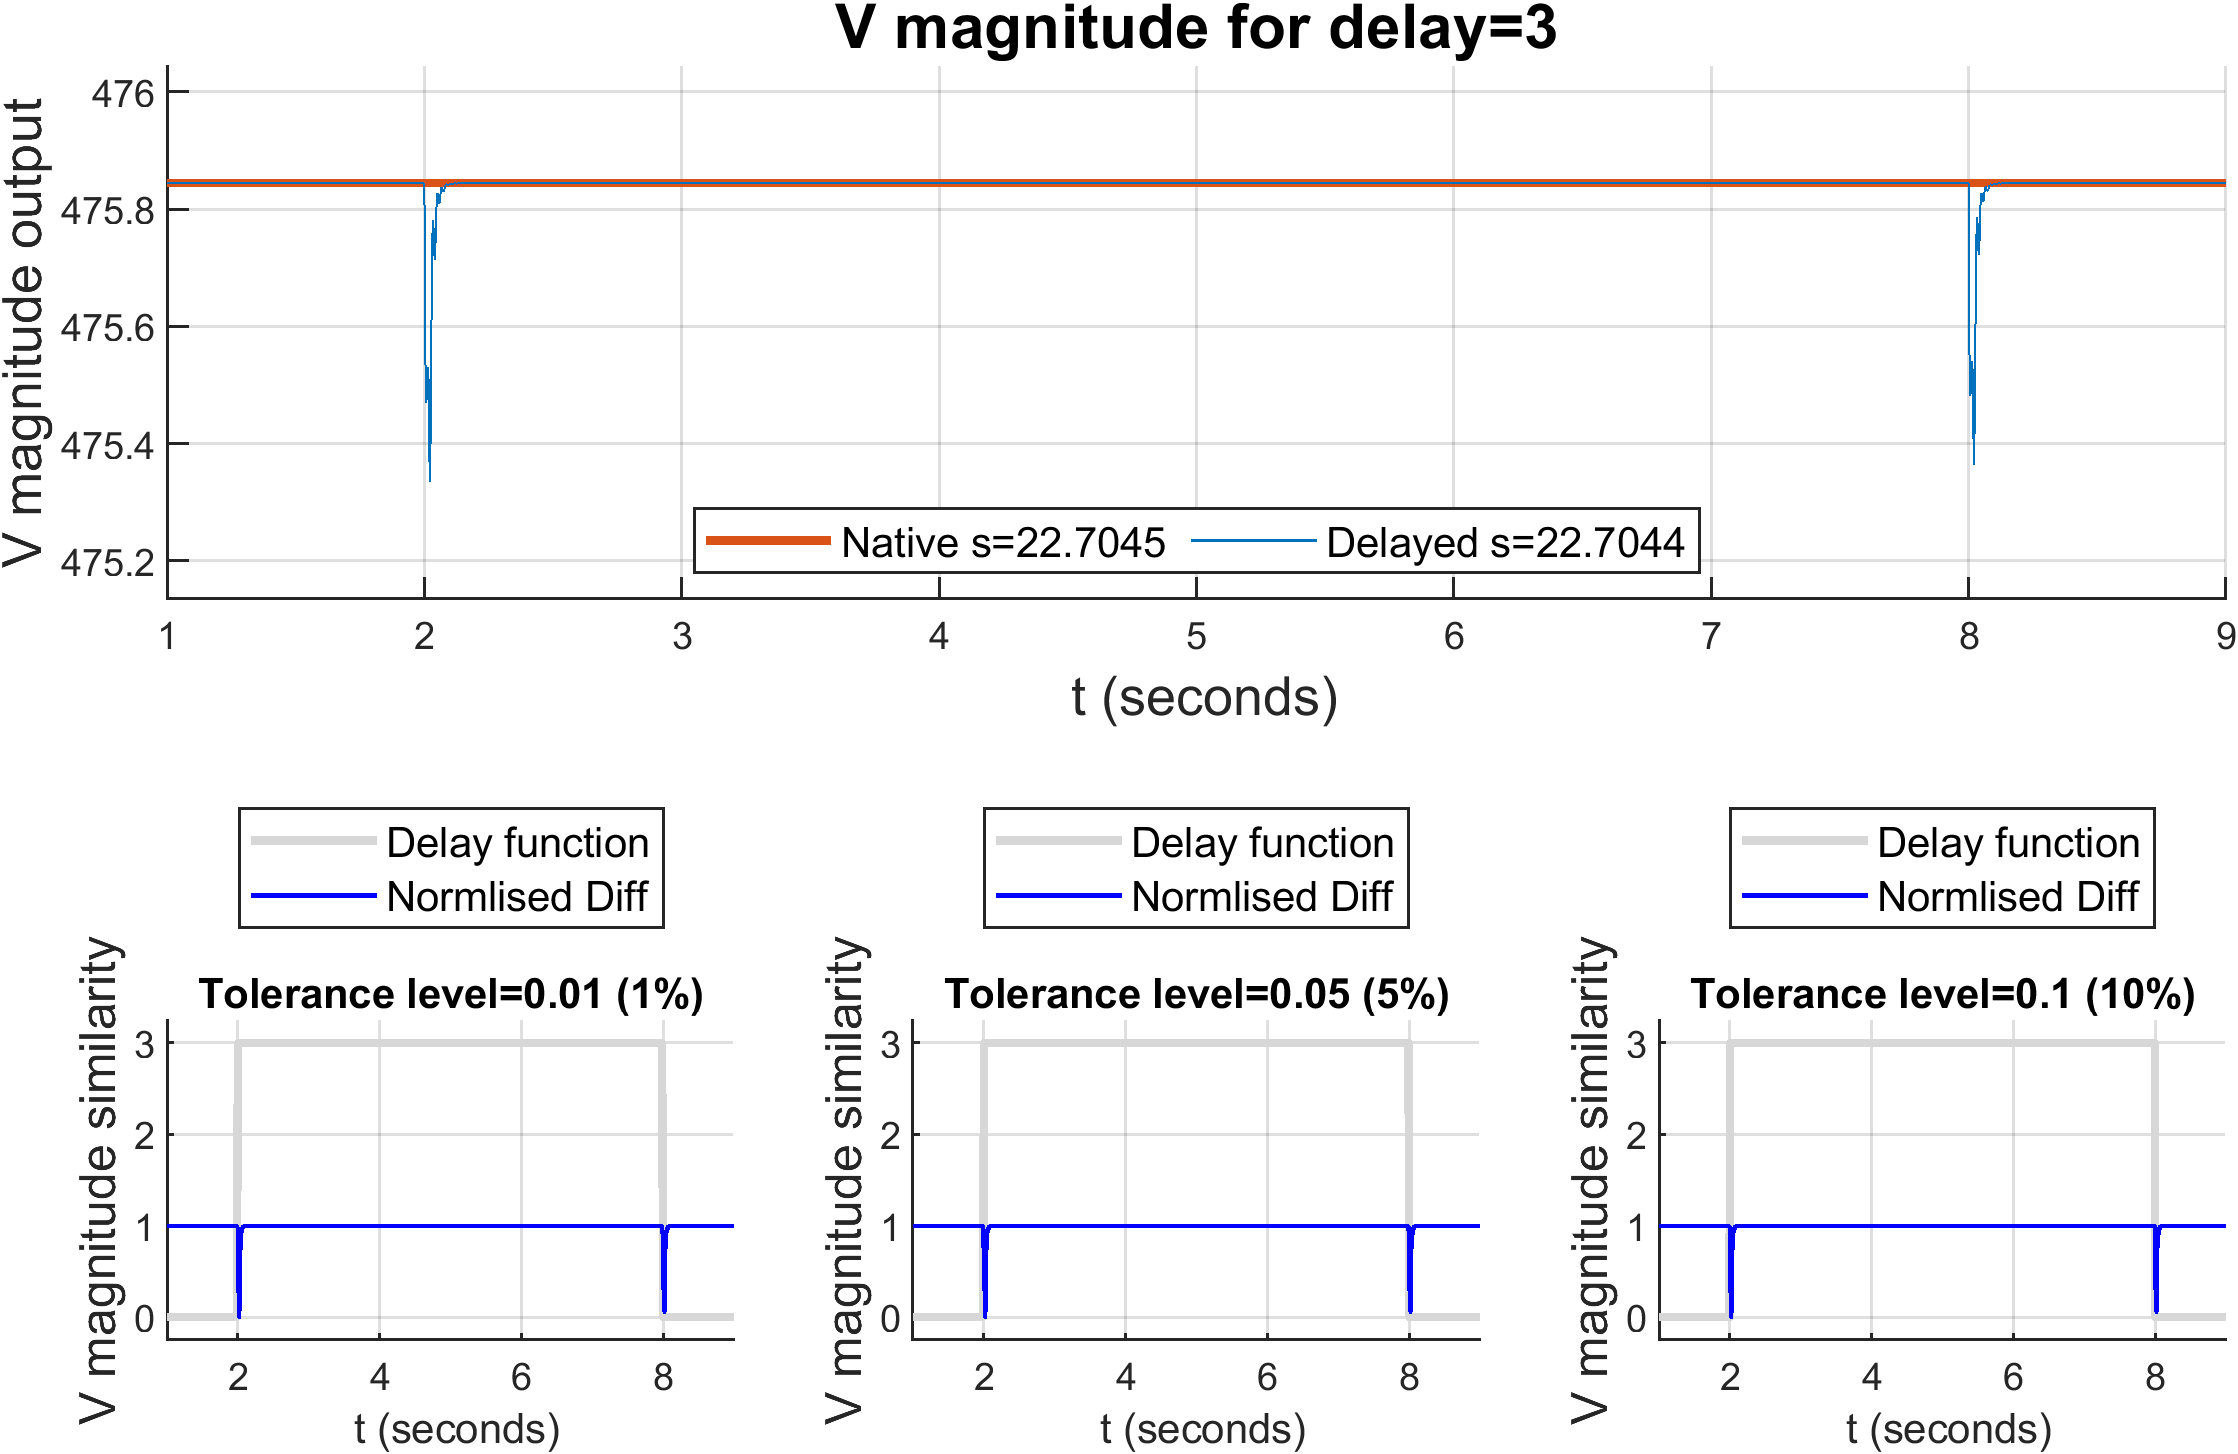 V magnitude for delay=3
V magnitude output
476
475.8
475.6
475.4
475.2
Native s=22.7045 Delayed s=22.7044
1 2 3 4 5 6 7 8 9
t (seconds)
Delay function
Normlised Diff
Tolerance level=0.01 (1%)
V magnitude similarity
3
2
1
0
2 4 6 8
t (seconds)
Delay function
Normlised Diff
Tolerance level=0.05 (5%)
V magnitude similarity
3
2
1
0
2 4 6 8
t (seconds)
Delay function
Normlised Diff
Tolerance level=0.1 (10%)
V magnitude similarity
3
2
1
0
2 4 6 8
t (seconds)